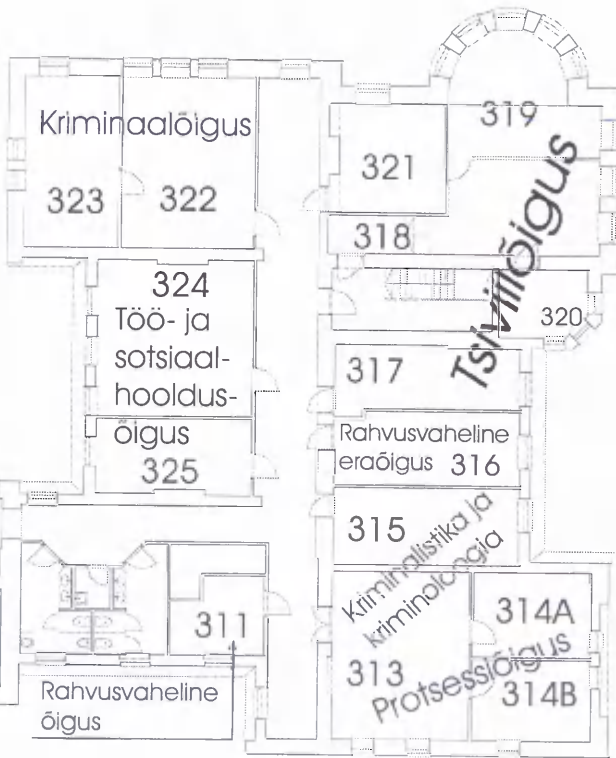 Kriminaalõigus
323
322
321
319
318
Tsiviilõigus
320
324
Töö- ja
sotsiaal-
hooldus-
õigus
325
317
Rahvusvaheline
eraõigus 316
315
Kriminalistika ja
kriminoloogia
311
313
314A
Protsessiõigus
314B
Rahvusvaheline
õigus